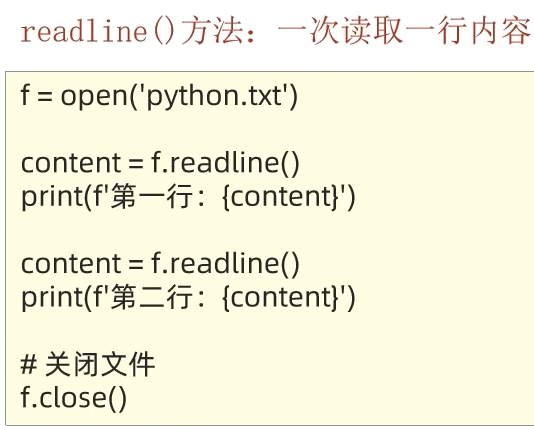 readline()方法：一次读取一行内容
f = open('python.txt')
content = f.readline()
print(f'第一行：{content}')
content = f.readline()
print(f'第二行：{content}')
# 关闭文件
f.close()